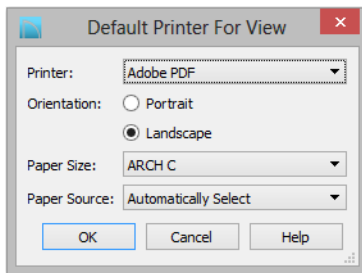 Default Printer For View
Printer: Adobe PDF
Orientation: Portrait
Landscape
Paper Size: ARCH C
Paper Source: Automatically Select
OK Cancel Help